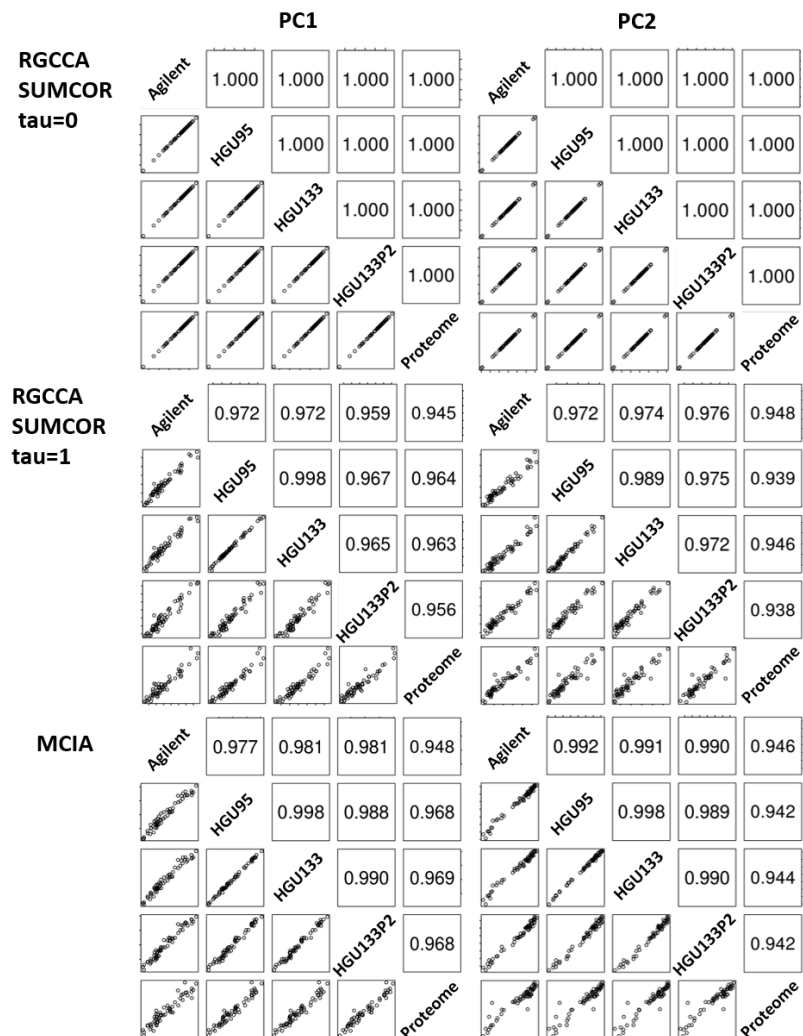 PC1 PC2
RGCCA
SUMCOR
tau=0
Agilent 1.000 1.000 1.000 1.000 Agilent 1.000 1.000 1.000 1.000
HGU95 1.000 1.000 1.000 HGU95 1.000 1.000 1.000
HGU133 1.000 1.000 HGU133 1.000 1.000
HGU133P2 1.000 HGU133P2 1.000
Proteome Proteome
RGCCA
SUMCOR
tau=1
Agilent 0.972 0.972 0.959 0.945 Agilent 0.972 0.974 0.976 0.948
HGU95 0.998 0.967 0.964 HGU95 0.989 0.975 0.939
HGU133 0.965 0.963 HGU133 0.972 0.946
HGU133P2 0.956 HGU133P2 0.938
Proteome Proteome
MCIA
Agilent 0.977 0.981 0.981 0.948 Agilent 0.992 0.991 0.990 0.946
HGU95 0.998 0.988 0.968 HGU95 0.998 0.989 0.942
HGU133 0.990 0.969 HGU133 0.990 0.944
HGU133P2 0.968 HGU133P2 0.942
Proteome Proteome